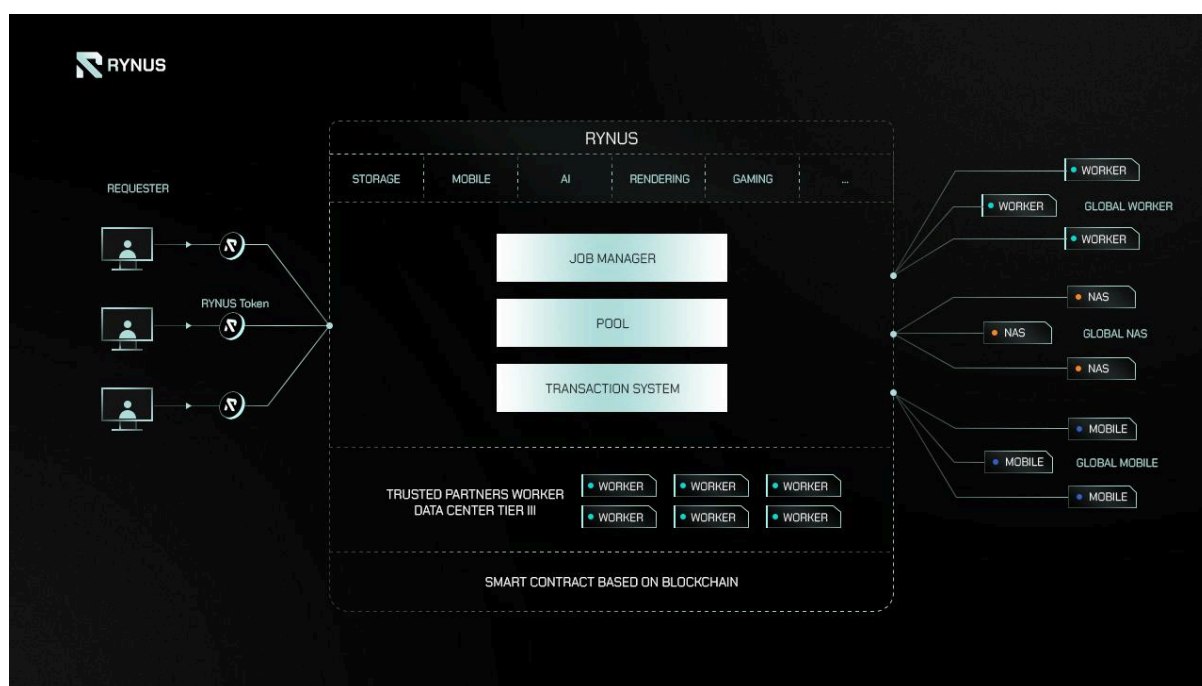 RYNUS
REQUESTER
RYNUS Token
RYNUS
STORAGE
MOBILE
AI
RENDERING
GAMING
...
JOB MANAGER
POOL
TRANSACTION SYSTEM
TRUSTED PARTNERS WORKER
DATA CENTER TIER III
WORKER
WORKER
WORKER
WORKER
WORKER
WORKER
SMART CONTRACT BASED ON BLOCKCHAIN
WORKER
WORKER
GLOBAL WORKER
WORKER
NAS
NAS
GLOBAL NAS
NAS
MOBILE
MOBILE
GLOBAL MOBILE
MOBILE